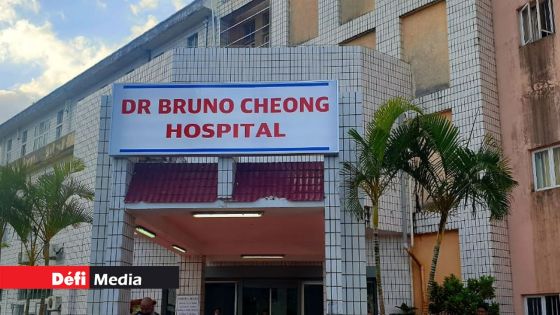 DR BRUNO CHEONG
HOSPITAL
Défi Media